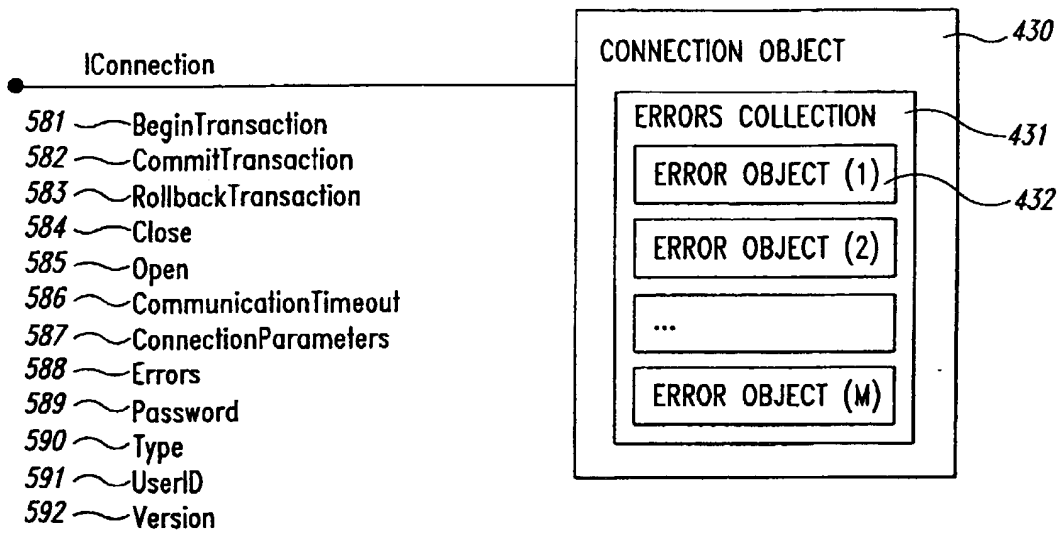 IConnection
581 BeginTransaction
582 CommitTransaction
583 RollbackTransaction
584 Close
585 Open
586 CommunicationTimeout
587 ConnectionParameters
588 Errors
589 Password
590 Type
591 UserID
592 Version
430
CONNECTION OBJECT
ERRORS COLLECTION
431
ERROR OBJECT (1)
432
ERROR OBJECT (2)
...
ERROR OBJECT (M)